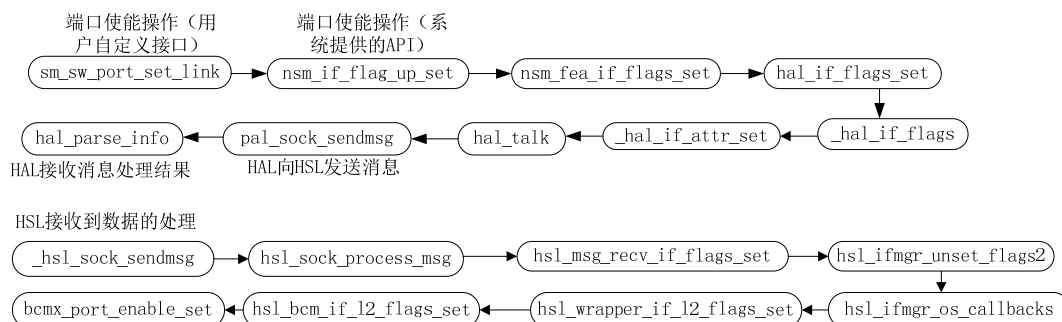 端口使能操作（用
户自定义接口）
端口使能操作（系
统提供的API）
sm_sw_port_set_link
nsm_if_flag_up_set
nsm_fea_if_flags_set
hal_if_flags_set
_hal_if_flags
_hal_if_attr_set
hal_talk
pal_sock_sendmsg
hal_parse_info
HAL向HSL发送消息
HAL接收消息处理结果
HSL接收到数据的处理
_hsl_sock_sendmsg
hsl_sock_process_msg
hsl_msg_recv_if_flags_set
hsl_ifmgr_unset_flags2
hsl_ifmgr_os_callbacks
hsl_wrapper_if_l2_flags_set
hsl_bcm_if_l2_flags_set
bcmx_port_enable_set